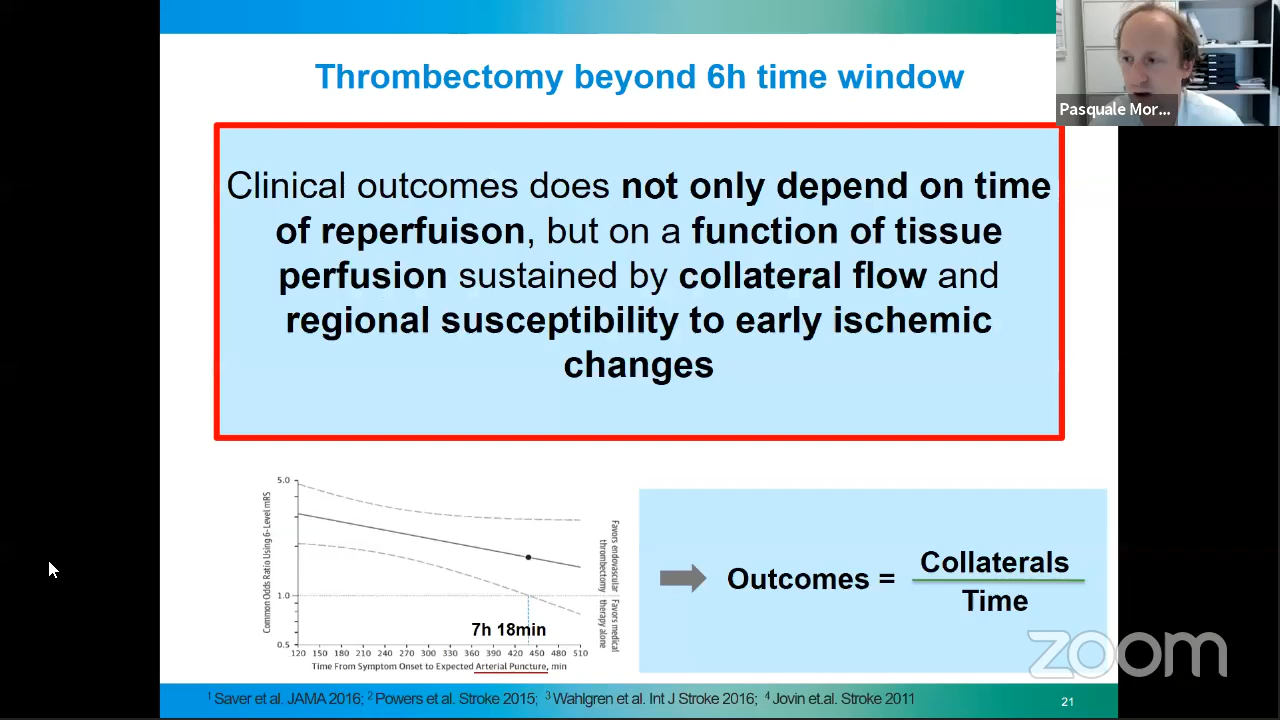 Thrombectomy beyond 6h time window
Pasquale Mor...
Clinical outcomes does not only depend on time
of reperfuison, but on a function of tissue
perfusion sustained by collateral flow and
regional susceptibility to early ischemic
changes
Common Odds Ratio Using 6-Level mRS
5.0
1.0
0.5
7h 18min
120 150 180 210 240 270 300 330 360 390 420 450 480 510
Time From Symptom Onset to Expected Arterial Puncture, min
Favors endovascular
thrombectomy
Favors medical
therapy alone
Outcomes =
Collaterals
Time
zoom
1 Saver et al. JAMA 2016; 2 Powers et al. Stroke 2015; 3 Wahlgren et al. Int J Stroke 2016; 4 Jovin et.al. Stroke 2011
21